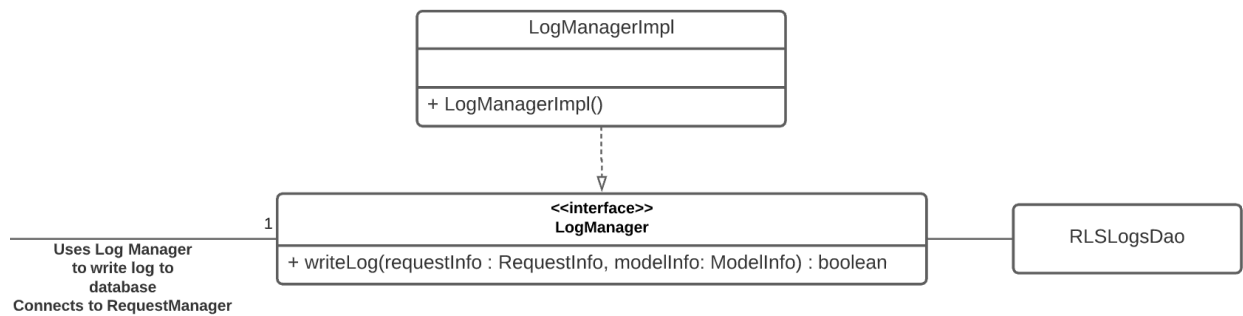 LogManagerImpl
+ LogManagerImpl()
<<interface>>
LogManager
+ writeLog(requestInfo : RequestInfo, modelInfo: ModelInfo) : boolean
1
Uses Log Manager
to write log to
database
Connects to RequestManager
RLSLogsDao